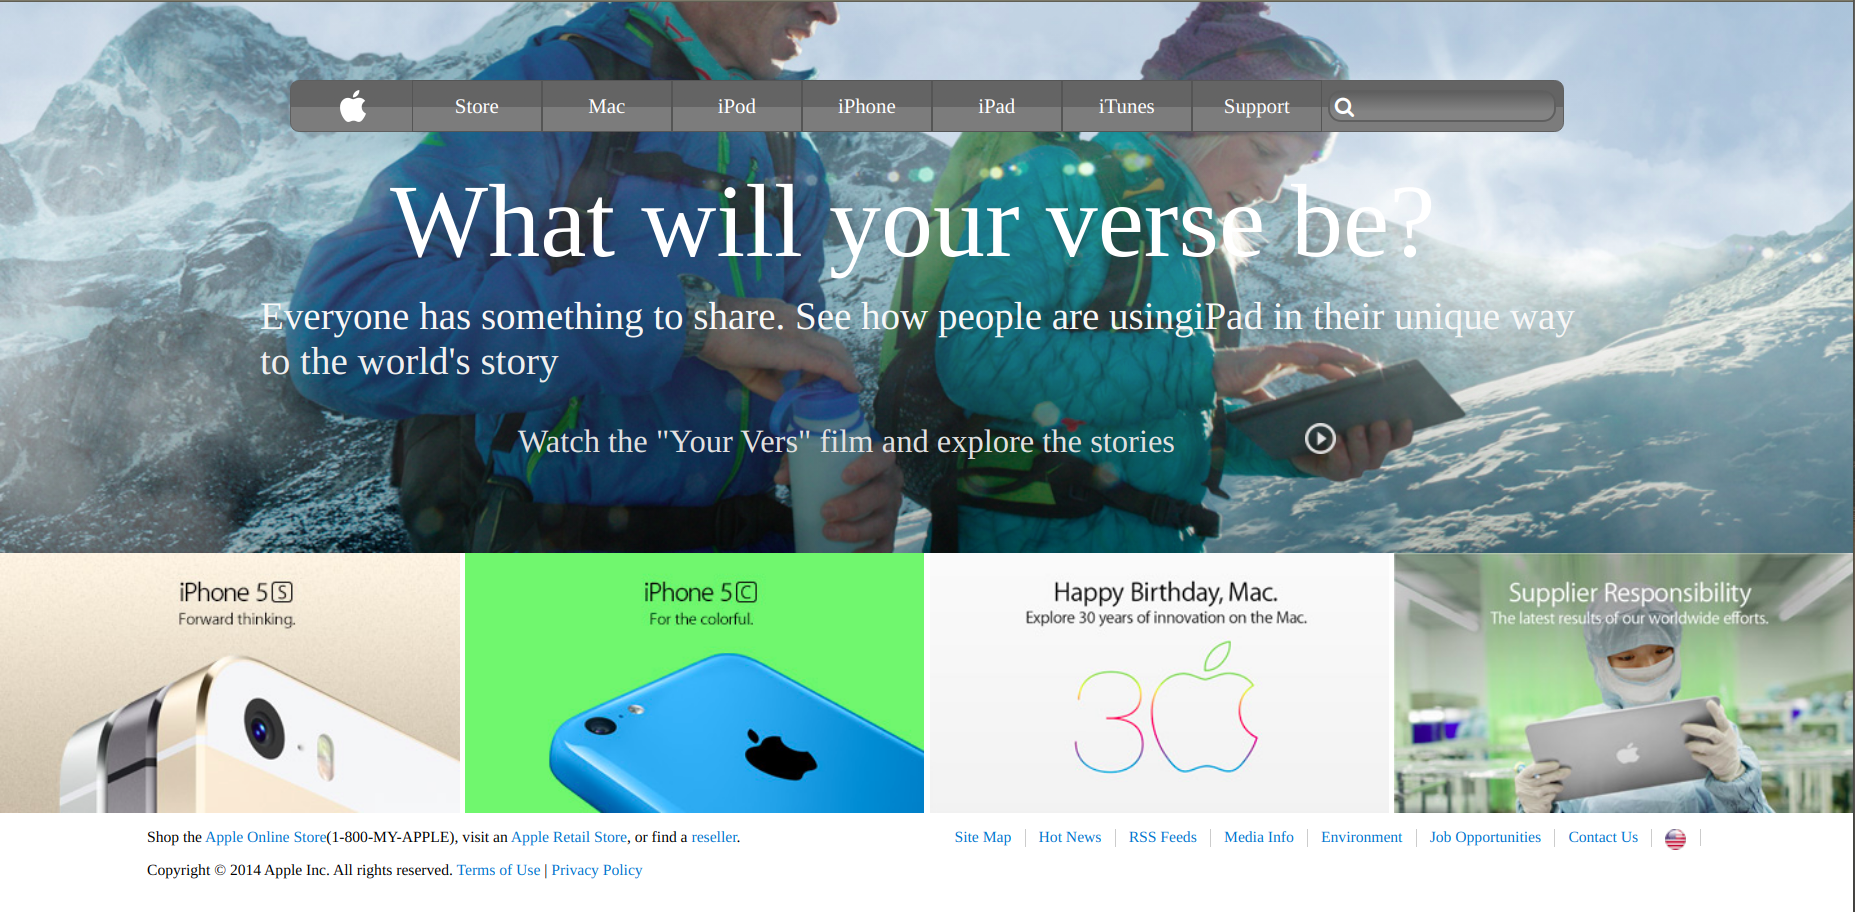 Store Mac iPod iPhone iPad iTunes Support
What will your verse be?
Everyone has something to share. See how people are usingiPad in their unique way
to the world's story
Watch the "Your Vers" film and explore the stories
iPhone 5S
Forward thinking.
iPhone 5C
For the colorful.
Happy Birthday, Mac.
Explore 30 years of innovation on the Mac.
30
Supplier Responsibility
The latest results of our worldwide efforts.
Shop the Apple Online Store(1-800-MY-APPLE), visit an Apple Retail Store, or find a reseller.
Site Map Hot News RSS Feeds Media Info Environment Job Opportunities Contact Us
Copyright © 2014 Apple Inc. All rights reserved. Terms of Use | Privacy Policy